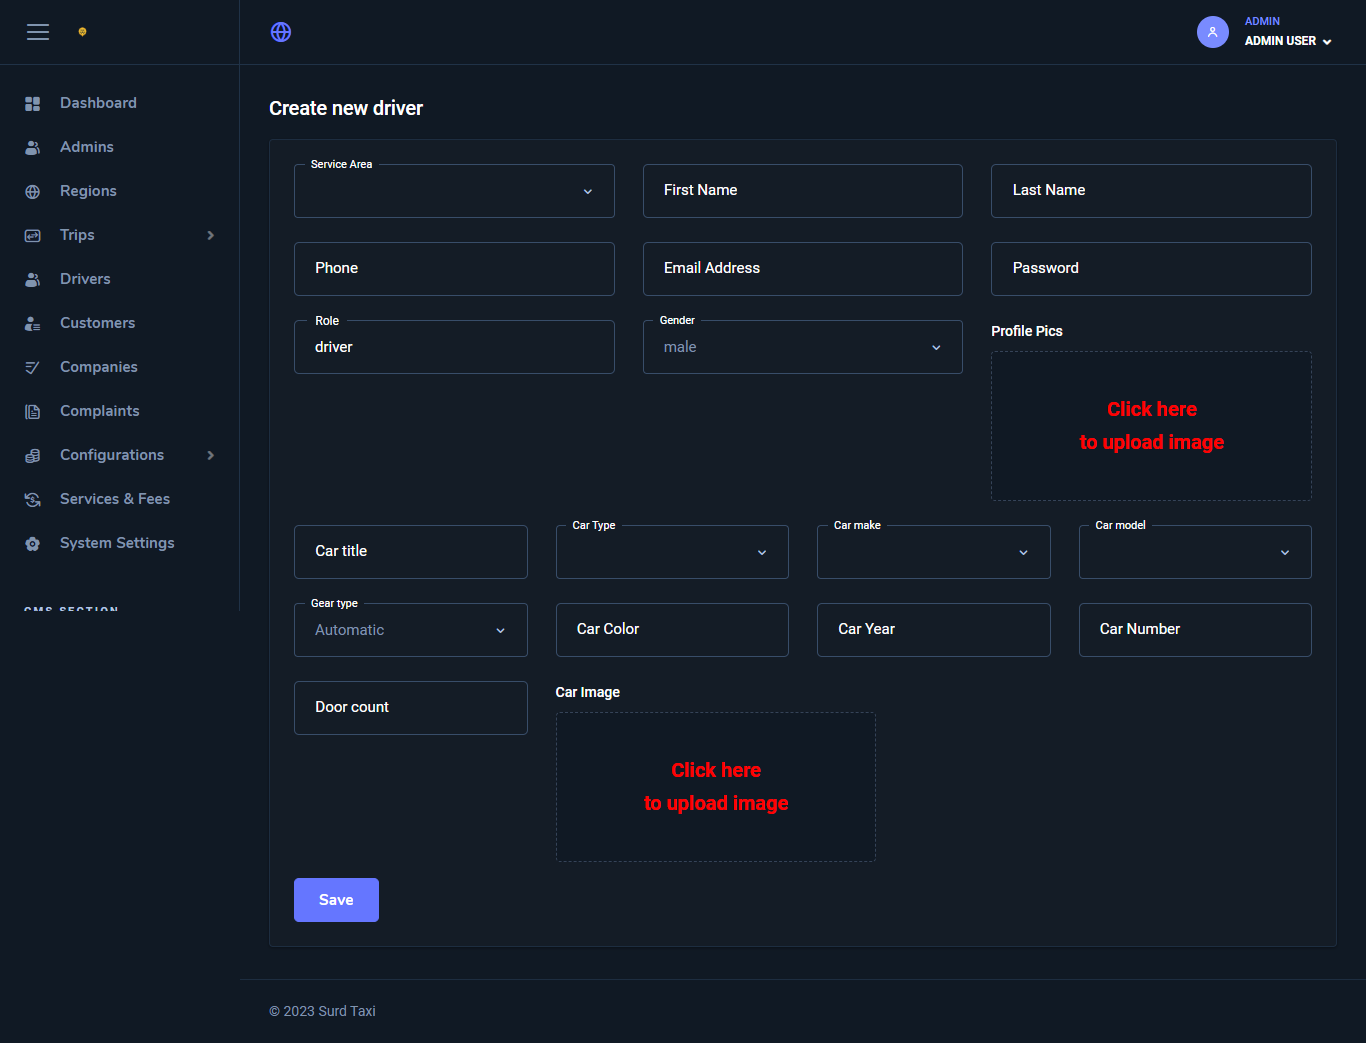 ADMIN
ADMIN USER
Dashboard
Admins
Regions
Trips
Drivers
Customers
Companies
Complaints
Configurations
Services & Fees
System Settings
CMS SECTION
Create new driver
Service Area
First Name
Last Name
Phone
Email Address
Password
Role
driver
Gender
male
Profile Pics
Click here
to upload image
Car title
Car Type
Car make
Car model
Gear type
Automatic
Car Color
Car Year
Car Number
Door count
Car Image
Click here
to upload image
Save
© 2023 Surd Taxi